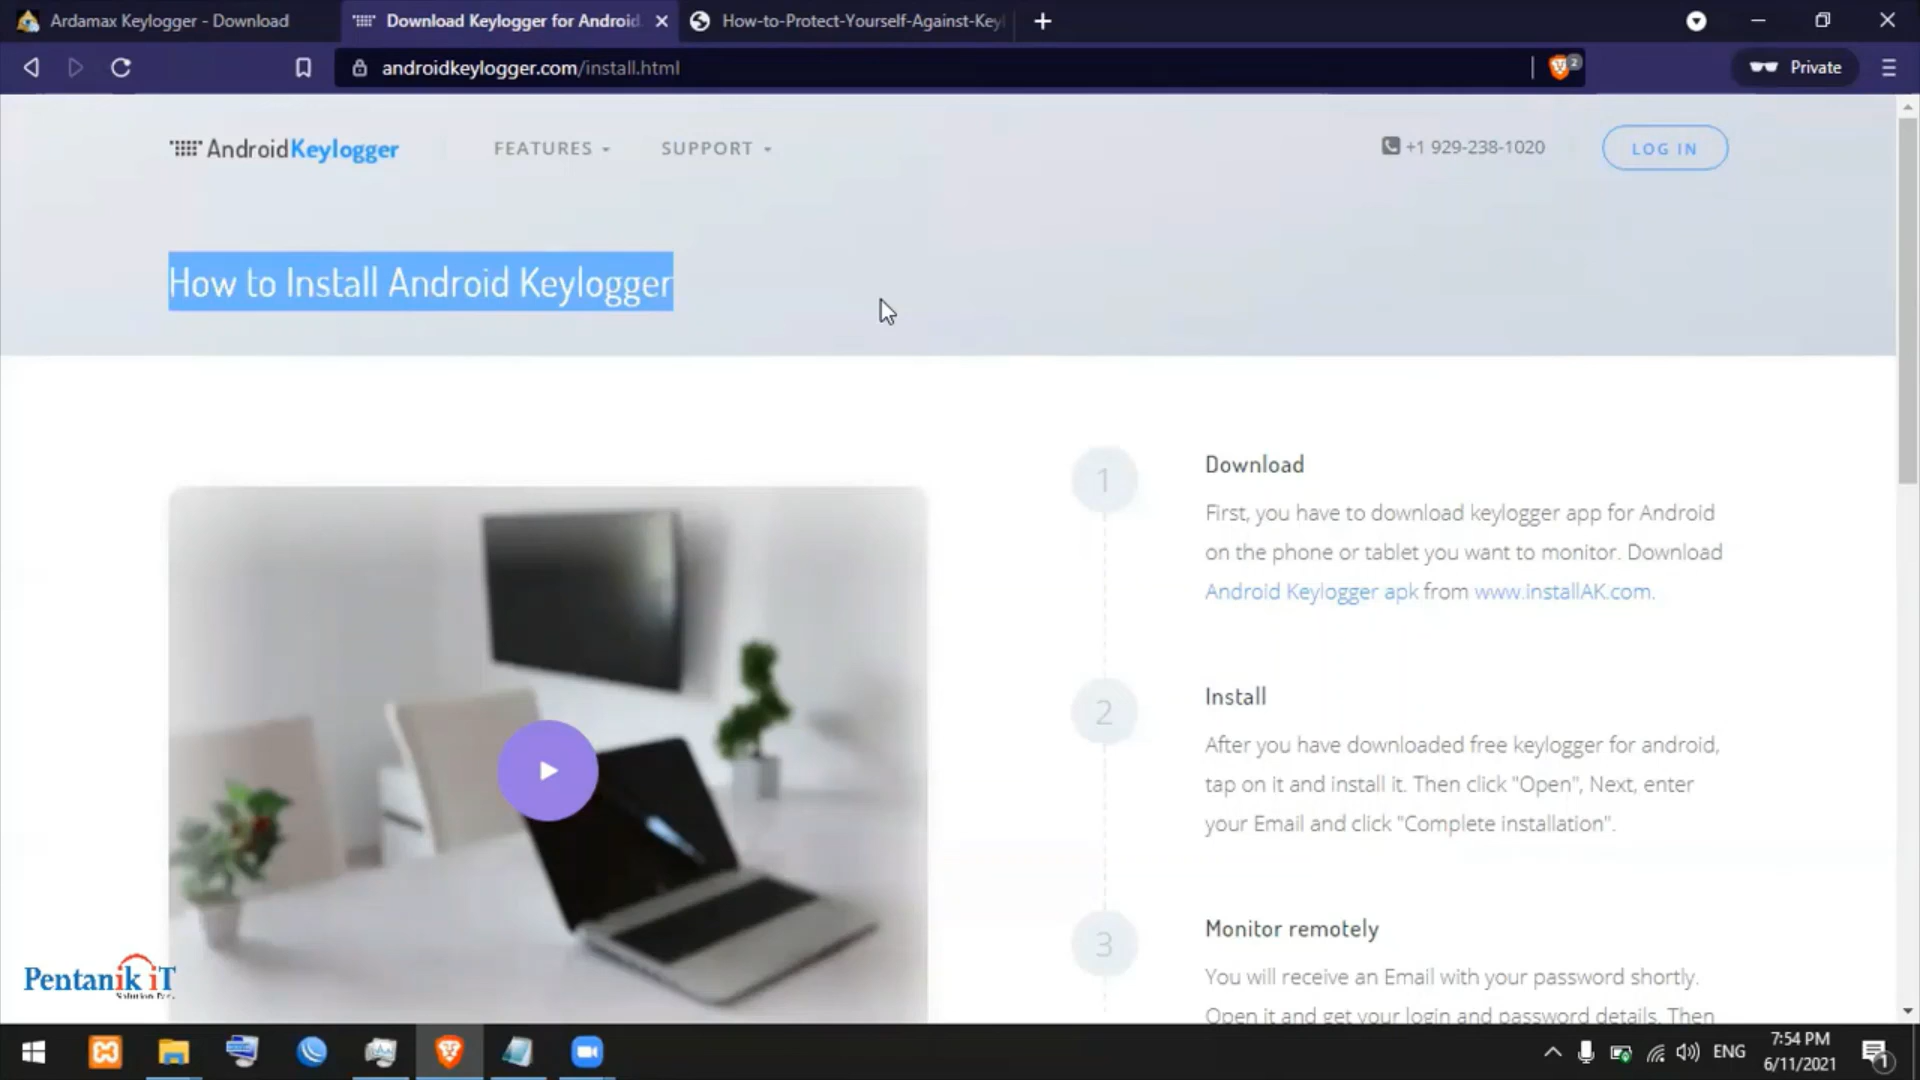 Ardamax Keylogger - Download
Download Keylogger for Android
How-to-Protect-Yourself-Against-Keyl
androidkeylogger.com/install.html
2
Private
AndroidKeylogger
FEATURES
SUPPORT
+1 929-238-1020
LOG IN
How to Install Android Keylogger
1
Download
First, you have to download keylogger app for Android
on the phone or tablet you want to monitor. Download
Android Keylogger apk from www.installAK.com.
2
Install
After you have downloaded free keylogger for android,
tap on it and install it. Then click "Open", Next, enter
your Email and click "Complete installation".
3
Monitor remotely
You will receive an Email with your password shortly.
Open it and get your login and password details. Then
Pentanik iT
ENG
7:54 PM
6/11/2021
1